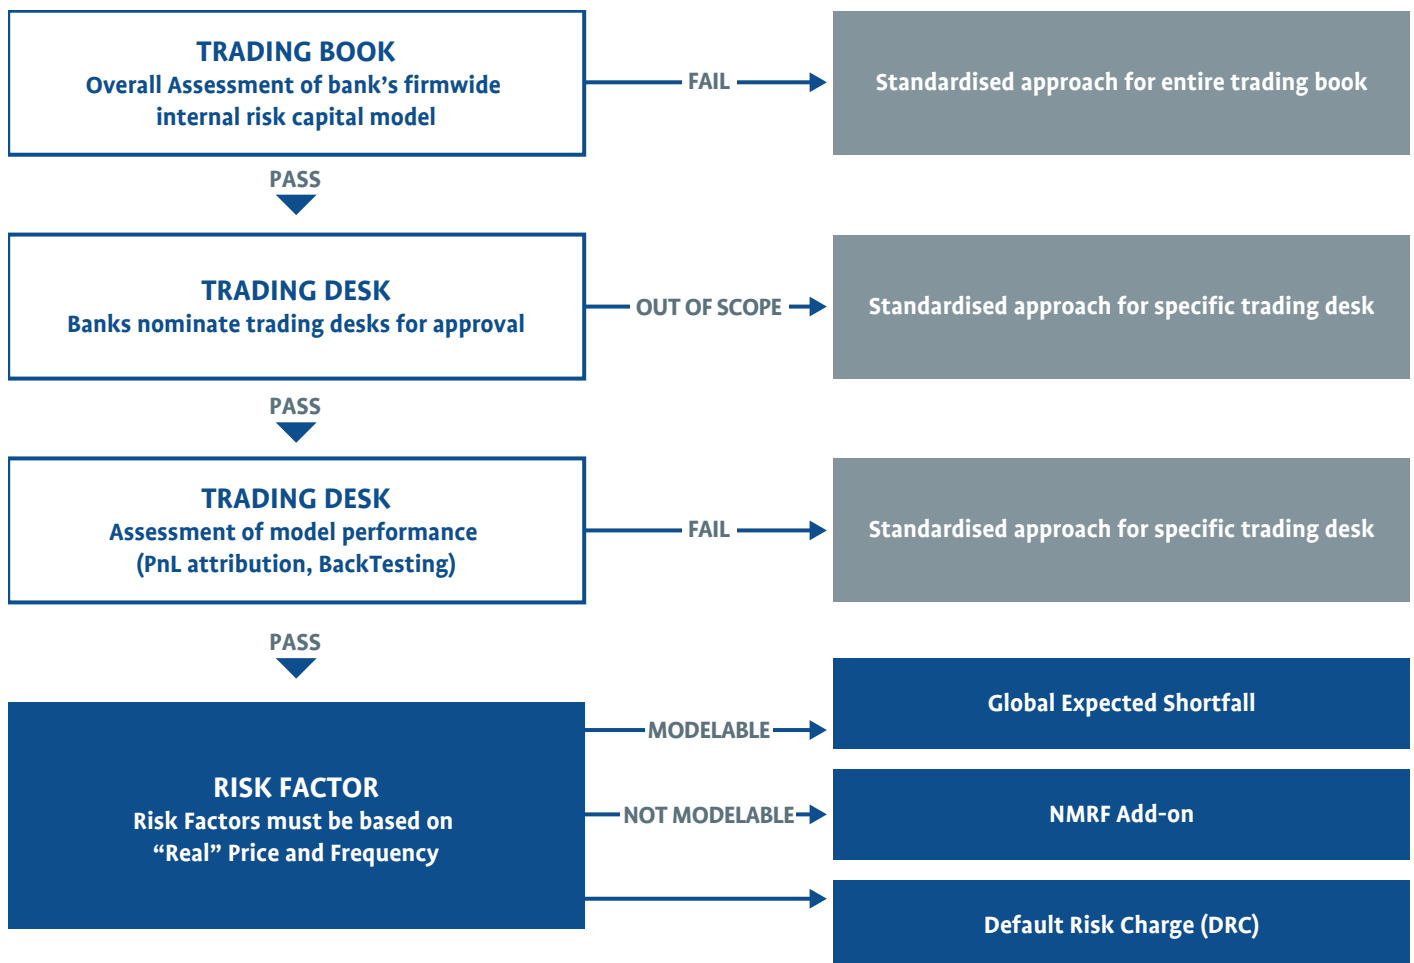 TRADING BOOK
Overall Assessment of bank’s firmwide
internal risk capital model
FAIL
Standardised approach for entire trading book
PASS
TRADING DESK
Banks nominate trading desks for approval
OUT OF SCOPE
Standardised approach for specific trading desk
PASS
TRADING DESK
Assessment of model performance
(PnL attribution, BackTesting)
FAIL
Standardised approach for specific trading desk
PASS
RISK FACTOR
Risk Factors must be based on
“Real” Price and Frequency
MODELABLE
Global Expected Shortfall
NOT MODELABLE
NMRF Add-on
Default Risk Charge (DRC)